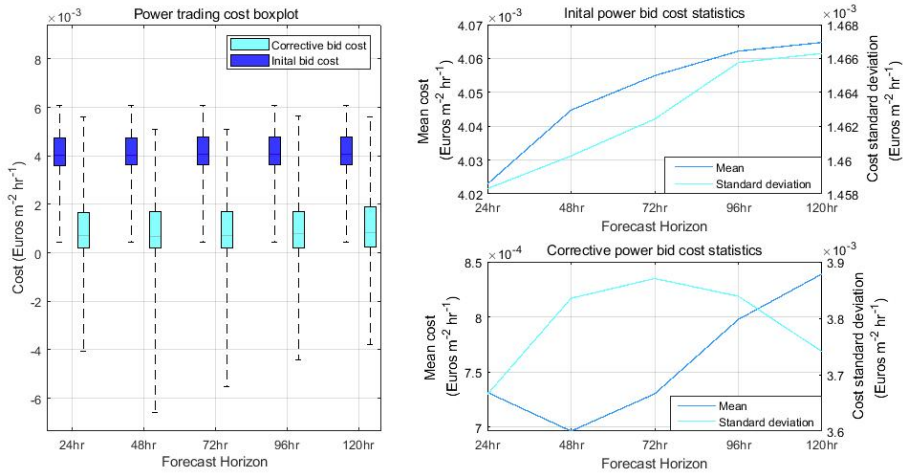 Power trading cost boxplot
×10-3
8
6
4
2
0
-2
-4
-6
Cost (Euros m-2 hr-1)
Corrective bid cost
Inital bid cost
24hr 48hr 72hr 96hr 120hr
Forecast Horizon
Inital power bid cost statistics
×10-3
4.07
4.06
4.05
4.04
4.03
4.02
Mean cost
(Euros m-2 hr-1)
×10-3
1.468
1.466
1.464
1.462
1.46
1.458
Cost standard deviation
(Euros m-2 hr-1)
Mean
Standard deviation
24hr 48hr 72hr 96hr 120hr
Forecast Horizon
Corrective power bid cost statistics
×10-4
8.5
8
7.5
7
Mean cost
(Euros m-2 hr-1)
×10-3
3.9
3.8
3.7
3.6
Cost standard deviation
(Euros m-2 hr-1)
Mean
Standard deviation
24hr 48hr 72hr 96hr 120hr
Forecast Horizon